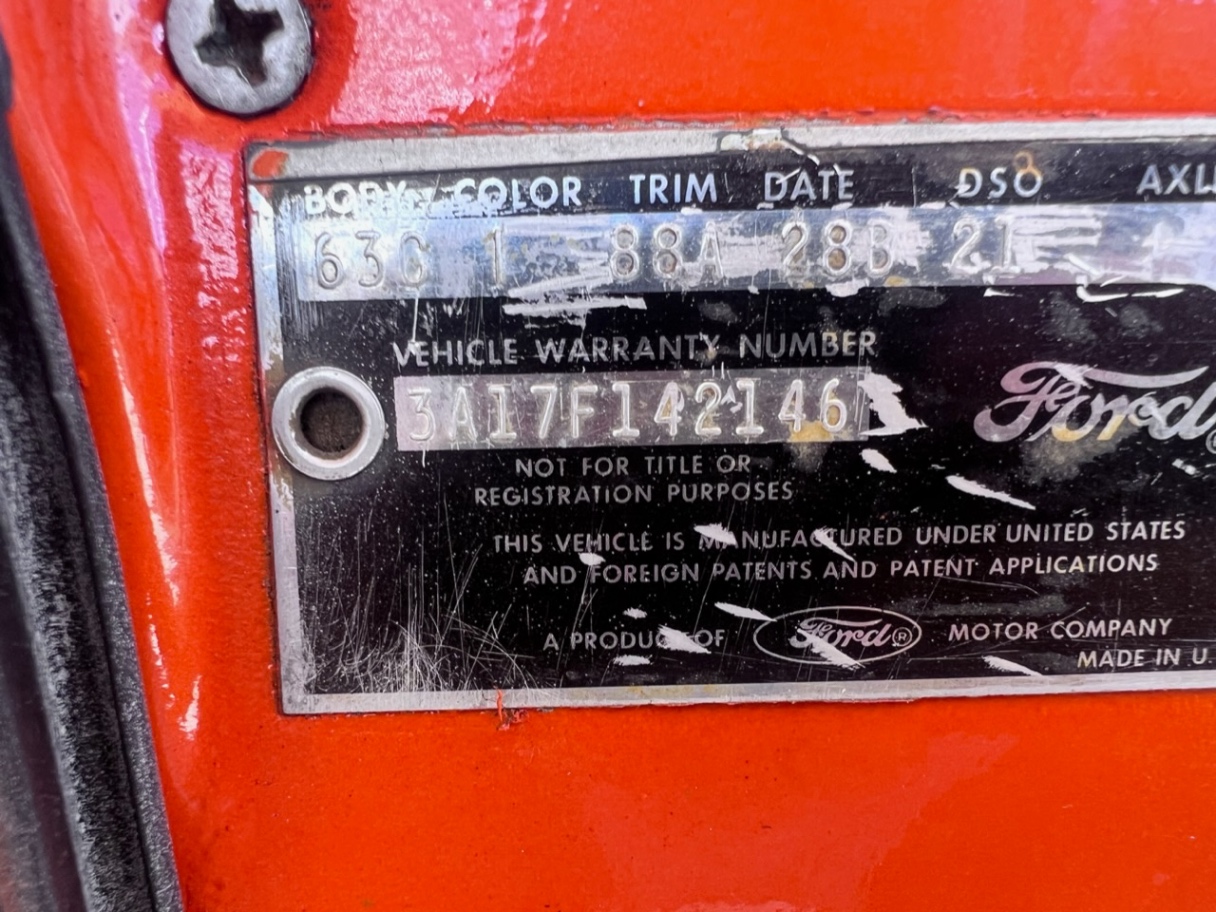 BODY COLOR TRIM DATE DSO AXL
63C 1 88A 28B 21
VEHICLE WARRANTY NUMBER
3A17F142146
Ford
NOT FOR TITLE OR
REGISTRATION PURPOSES
THIS VEHICLE IS MANUFACTURED UNDER UNITED STATES
AND FOREIGN PATENTS AND PATENT APPLICATIONS
A PRODUCT OF Ford® MOTOR COMPANY
MADE IN U